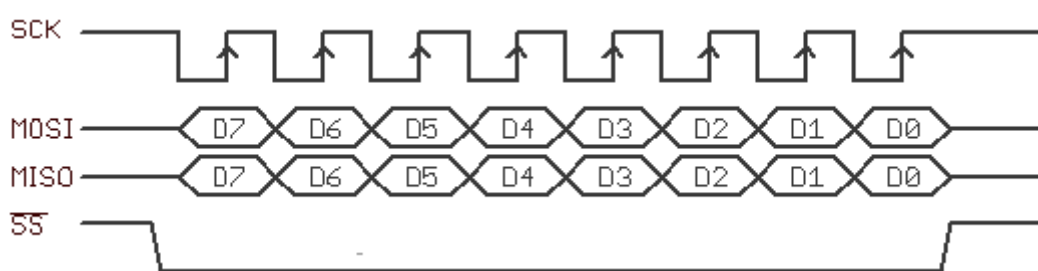 SCK
MOSI D7 D6 D5 D4 D3 D2 D1 D0
MISO D7 D6 D5 D4 D3 D2 D1 D0
S̅S̅